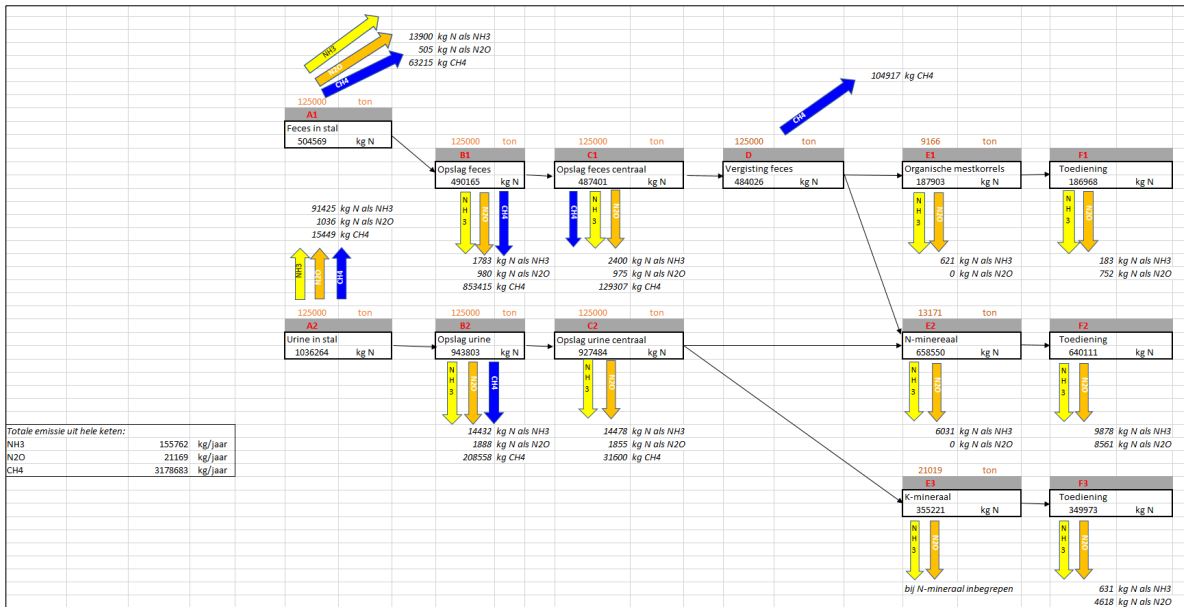 NH3
N2O
CH4
13900 kg N als NH3
505 kg N als N2O
63215 kg CH4
CH4
104917 kg CH4
125000 ton
A1
Feces in stal
504569 kg N
125000 ton
B1
Opslag feces
490165 kg N
125000 ton
C1
Opslag feces centraal
487401 kg N
125000 ton
D
Vergisting feces
484026 kg N
9166 ton
E1
Organische mestkorrels
187903 kg N
F1
Toediening
186968 kg N
NH3
N2O
CH4
1783 kg N als NH3
980 kg N als N2O
853415 kg CH4
CH4
NH3
N2O
2400 kg N als NH3
975 kg N als N2O
129307 kg CH4
NH3
N2O
621 kg N als NH3
0 kg N als N2O
NH3
N2O
183 kg N als NH3
752 kg N als N2O
91425 kg N als NH3
1036 kg N als N2O
15449 kg CH4
NH3
N2O
CH4
125000 ton
A2
Urine in stal
1036264 kg N
125000 ton
B2
Opslag urine
943803 kg N
125000 ton
C2
Opslag urine centraal
927484 kg N
13171 ton
E2
N-minereaal
658550 kg N
F2
Toediening
640111 kg N
NH3
N2O
CH4
14432 kg N als NH3
1888 kg N als N2O
208558 kg CH4
NH3
N2O
14478 kg N als NH3
1855 kg N als N2O
31600 kg CH4
NH3
N2O
6031 kg N als NH3
0 kg N als N2O
NH3
N2O
9878 kg N als NH3
8561 kg N als N2O
Totale emissie uit hele keten:
NH3 155762 kg/jaar
N2O 21169 kg/jaar
CH4 3178683 kg/jaar
21019 ton
E3
K-mineraal
355221 kg N
F3
Toediening
349973 kg N
NH3
N2O
bij N-mineraal inbegrepen
NH3
N2O
631 kg N als NH3
4618 kg N als N2O